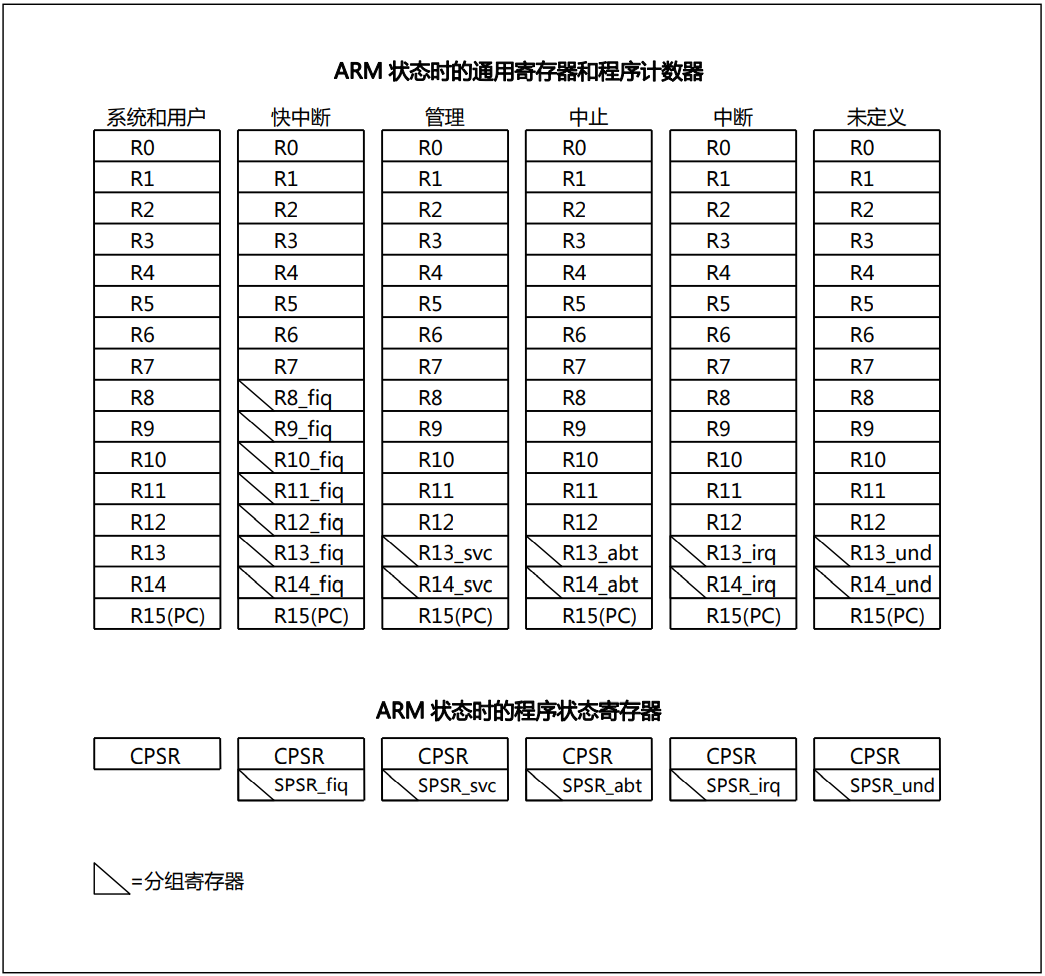 ARM 状态时的通用寄存器和程序计数器
系统和用户 快中断 管理 中止 中断 未定义
R0 R0 R0 R0 R0 R0
R1 R1 R1 R1 R1 R1
R2 R2 R2 R2 R2 R2
R3 R3 R3 R3 R3 R3
R4 R4 R4 R4 R4 R4
R5 R5 R5 R5 R5 R5
R6 R6 R6 R6 R6 R6
R7 R7 R7 R7 R7 R7
R8 R8_fiq R8 R8 R8 R8
R9 R9_fiq R9 R9 R9 R9
R10 R10_fiq R10 R10 R10 R10
R11 R11_fiq R11 R11 R11 R11
R12 R12_fiq R12 R12 R12 R12
R13 R13_fiq R13_svc R13_abt R13_irq R13_und
R14 R14_fiq R14_svc R14_abt R14_irq R14_und
R15(PC) R15(PC) R15(PC) R15(PC) R15(PC) R15(PC)
ARM 状态时的程序状态寄存器
CPSR CPSR CPSR CPSR CPSR CPSR
SPSR_fiq SPSR_svc SPSR_abt SPSR_irq SPSR_und
=分组寄存器